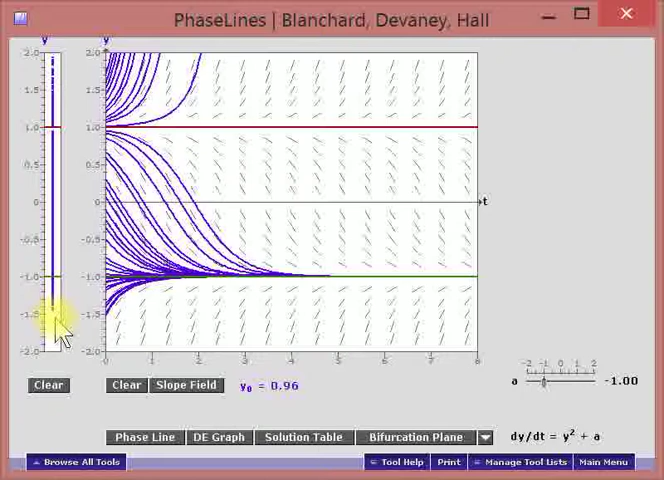 PhaseLines | Blanchard, Devaney, Hall
y y
2.0 2.0
1.5 1.5
1.0 1.0
0.5 0.5
0 0 t
-0.5 -0.5
-1.0 -1.0
-1.5 -1.5
-2.0 -2.0
0 1 2 3 4 5 6 7 8
-2 -1 0 1 2
a -1.00
Clear Clear Slope Field y₀ = 0.96
Phase Line DE Graph Solution Table Bifurcation Plane dy/dt = y² + a
Browse All Tools Tool Help Print Manage Tool Lists Main Menu